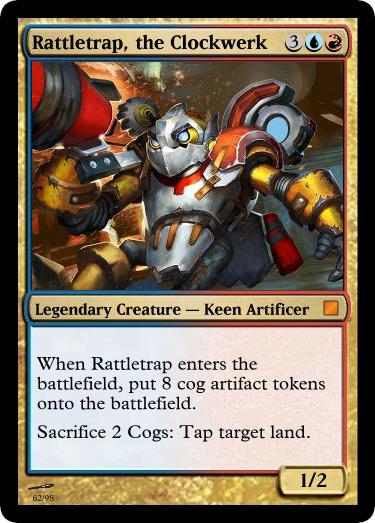 Rattletrap, the Clockwerk 3
Legendary Creature — Keen Artificer
When Rattletrap enters the
battlefield, put 8 cog artifact tokens
onto the battlefield.
Sacrifice 2 Cogs: Tap target land.
1/2
62/98